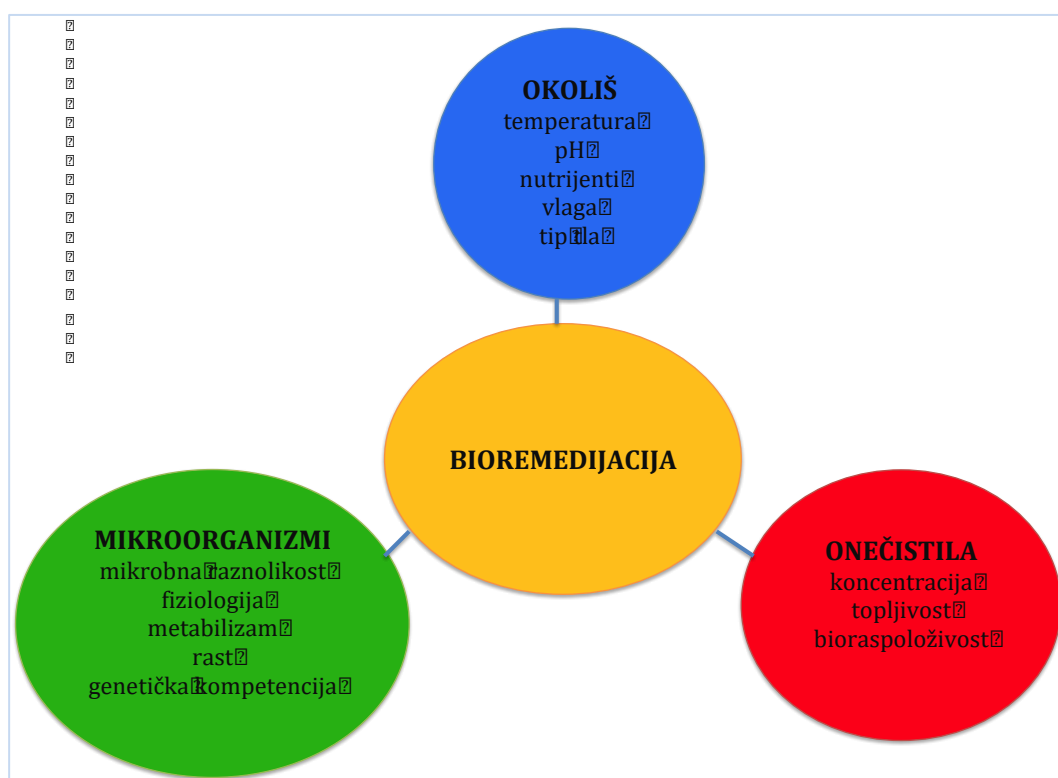 OKOLIŠ
temperatura
pH
nutrijenti
vlaga
tip tla
BIOREMEDIJACIJA
MIKROORGANIZMI
mikrobna raznolikost
fiziologija
metabilizam
rast
genetička kompetencija
ONEČISTILA
koncentracija
topljivost
bioraspoloživost